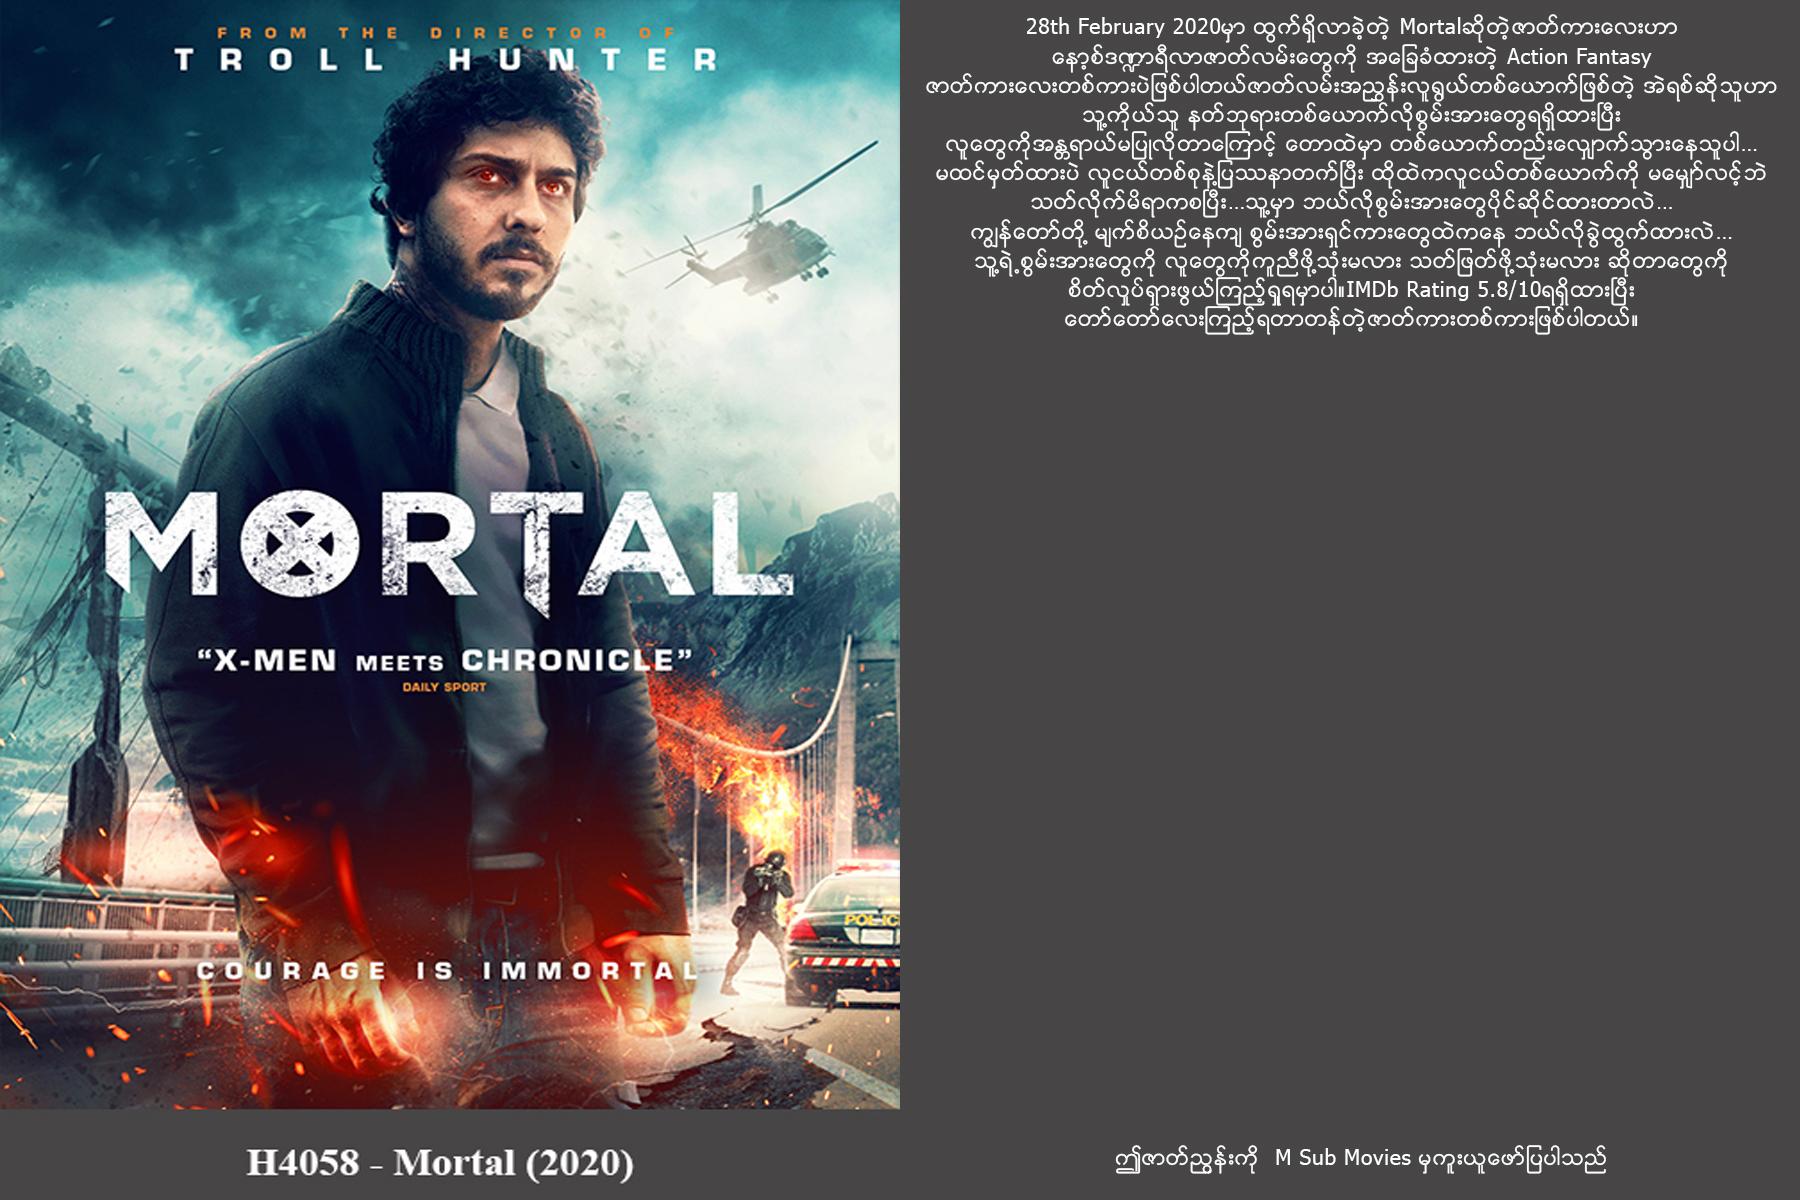 FROM THE DIRECTOR OF
TROLL HUNTER
MORTAL
“X-MEN MEETS CHRONICLE”
DAILY SPORT
POLICE
COURAGE IS IMMORTAL
H4058 - Mortal (2020)
28th February 2020မှာ ထွက်ရှိလာခဲ့တဲ့ Mortalဆိုတဲ့ဇာတ်ကားလေးဟာ
နော့စ်ဒဏ္ဍာရီလာဇာတ်လမ်းတွေကို အခြေခံထားတဲ့ Action Fantasy
ဇာတ်ကားလေးတစ်ကားပဲဖြစ်ပါတယ်ဇာတ်လမ်းအညွှန်းလူရွယ်တစ်ယောက်ဖြစ်တဲ့ အဲရစ်ဆိုသူဟာ
သူ့ကိုယ်သူ နတ်ဘုရားတစ်ယောက်လိုစွမ်းအားတွေရရှိထားပြီး
လူတွေကိုအန္တရာယ်မပြုလိုတာကြောင့် တောထဲမှာ တစ်ယောက်တည်းလျှောက်သွားနေသူပါ...
မထင်မှတ်ထားပဲ လူငယ်တစ်စုနဲ့ပြဿနာတက်ပြီး ထိုထဲကလူငယ်တစ်ယောက်ကို မမျှော်လင့်ဘဲ
သတ်လိုက်မိရာကစပြီး...သူ့မှာ ဘယ်လိုစွမ်းအားတွေပိုင်ဆိုင်ထားတာလဲ...
ကျွန်တော်တို့ မျက်စိယဉ်နေကျ စွမ်းအားရှင်ကားတွေထဲကနေ ဘယ်လိုခွဲထွက်ထားလဲ...
သူ့ရဲ့စွမ်းအားတွေကို လူတွေကိုကူညီဖို့သုံးမလား သတ်ဖြတ်ဖို့သုံးမလား ဆိုတာတွေကို
စိတ်လှုပ်ရှားဖွယ်ကြည့်ရှုရမှာပါ။IMDb Rating 5.8/10ရရှိထားပြီး
တော်တော်လေးကြည့်ရတာတန်တဲ့ဇာတ်ကားတစ်ကားဖြစ်ပါတယ်။
ဤဇာတ်ညွှန်းကို M Sub Movies မှကူးယူဖော်ပြပါသည်